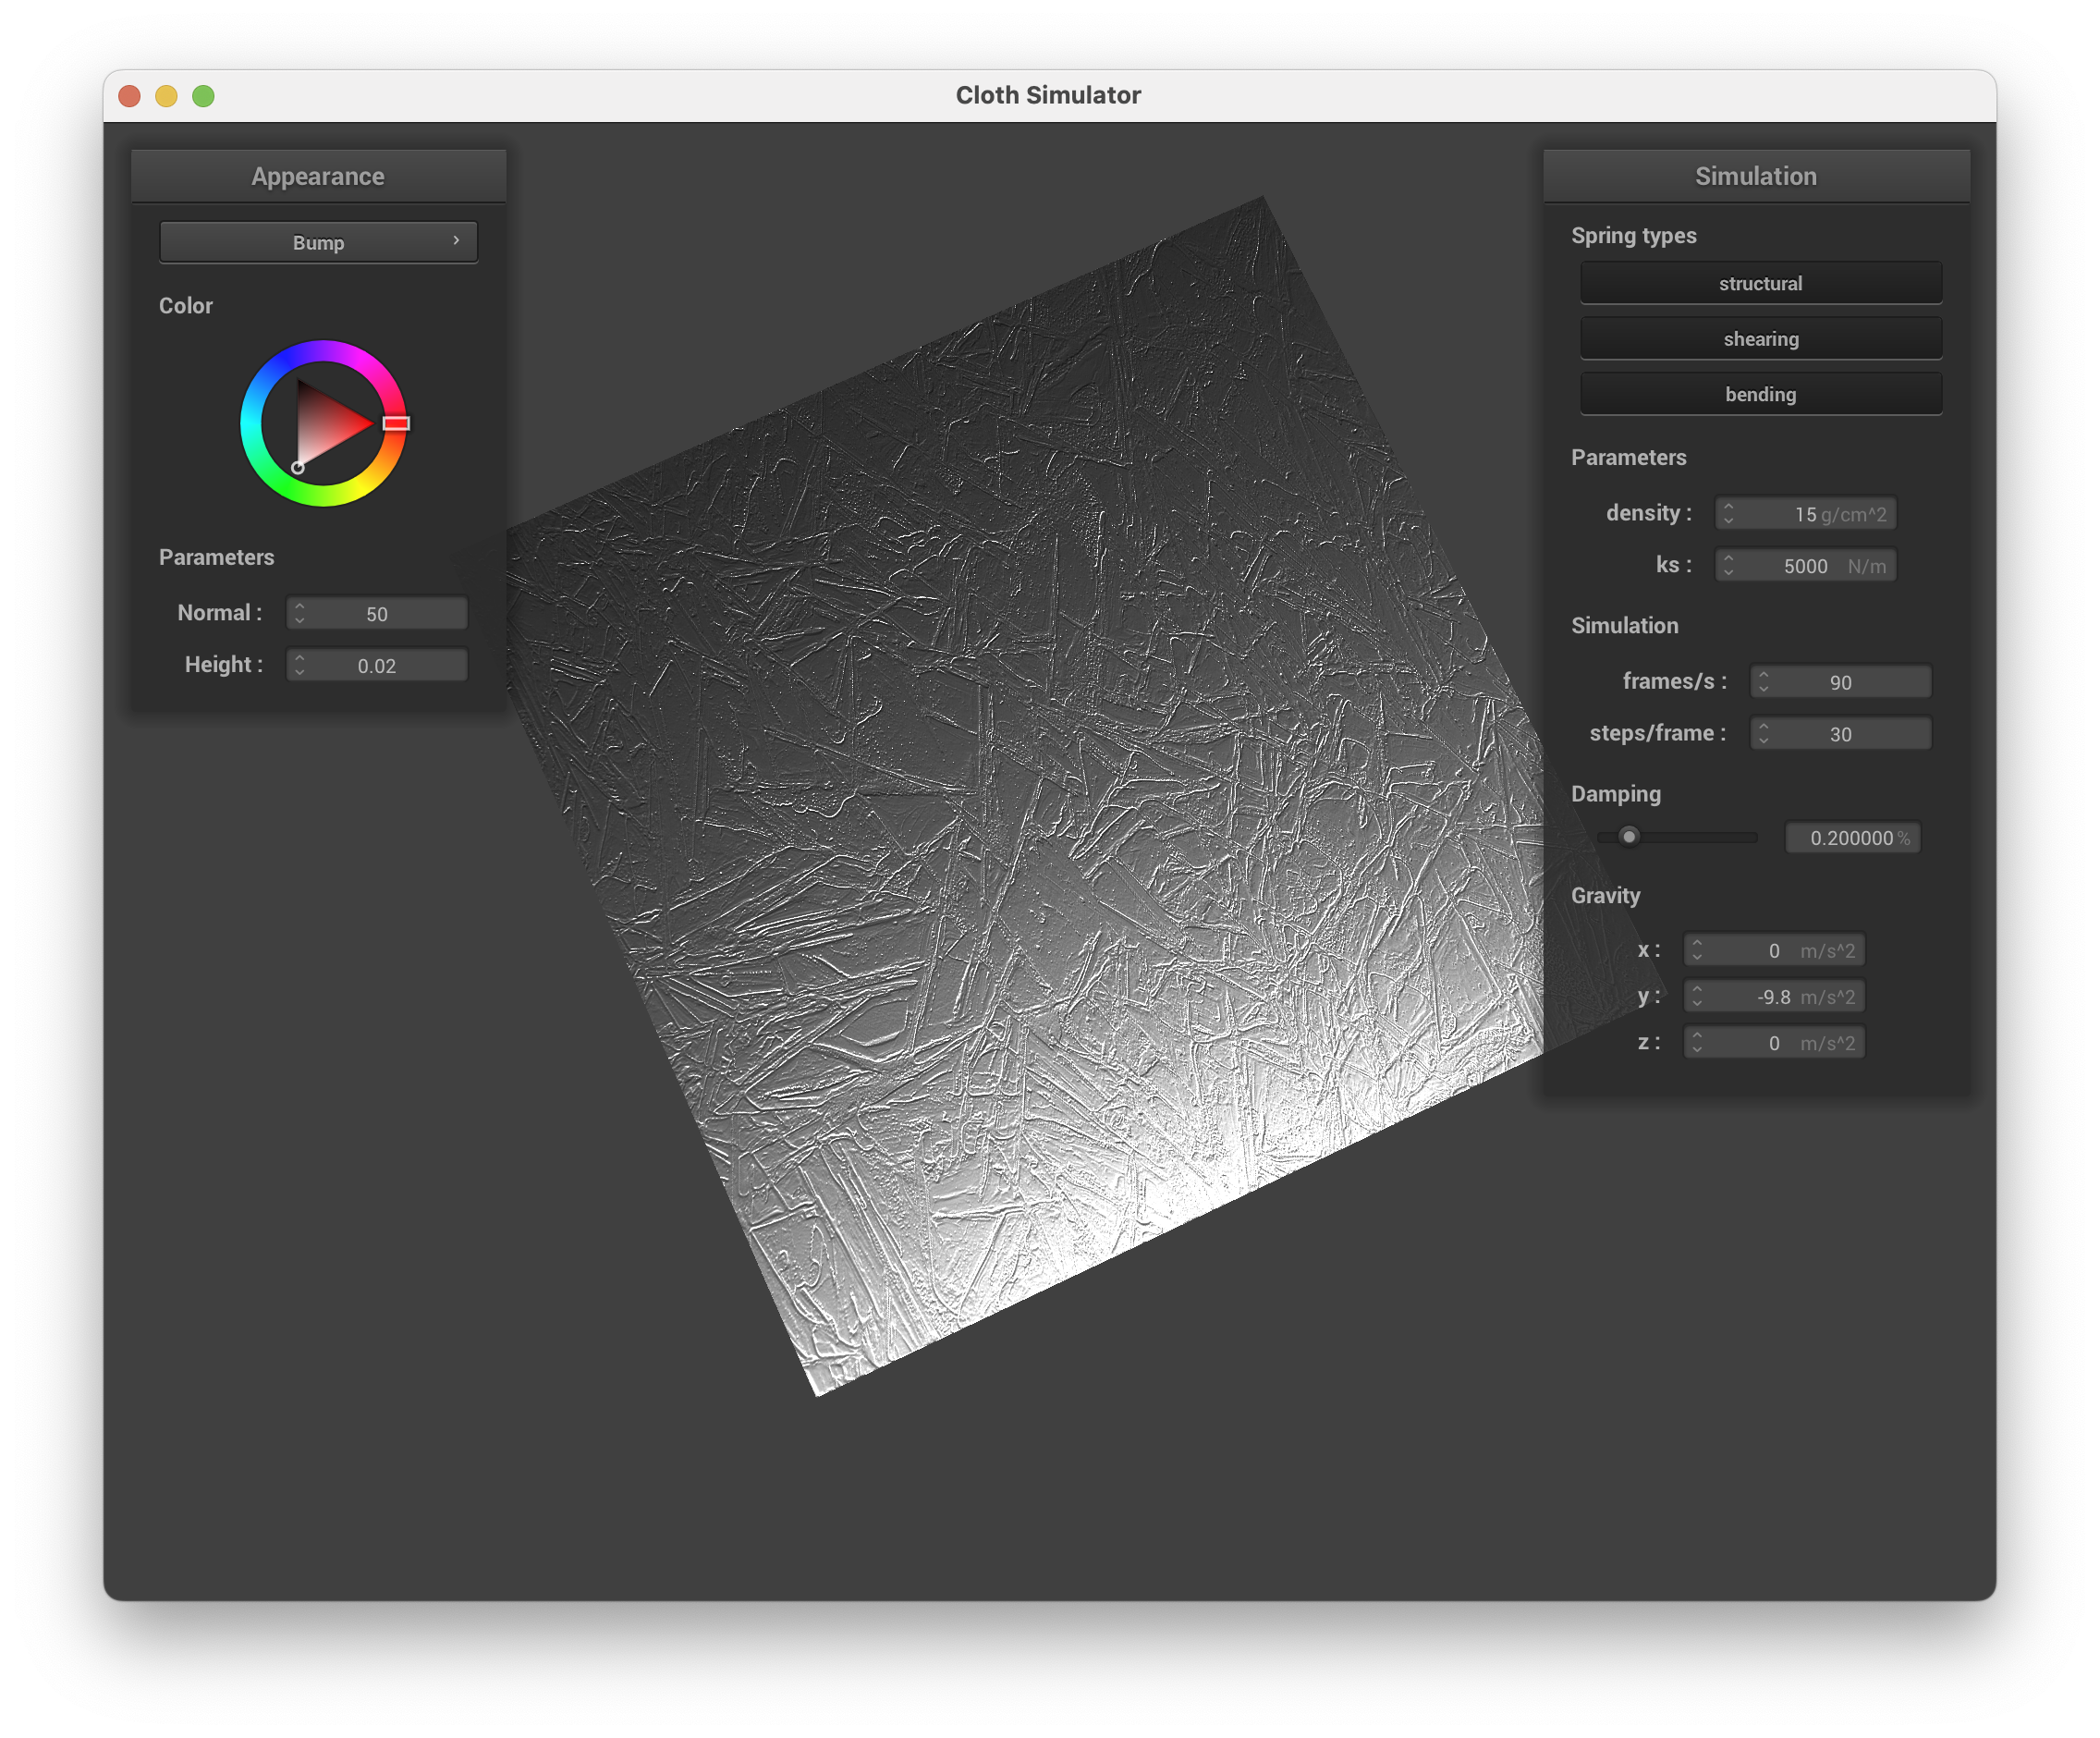 Cloth Simulator
Appearance
Bump
Color
Parameters
Normal : 50
Height : 0.02
Simulation
Spring types
structural
shearing
bending
Parameters
density : 15 g/cm^2
ks : 5000 N/m
Simulation
frames/s : 90
steps/frame : 30
Damping
0.200000 %
Gravity
x : 0 m/s^2
y : -9.8 m/s^2
z : 0 m/s^2